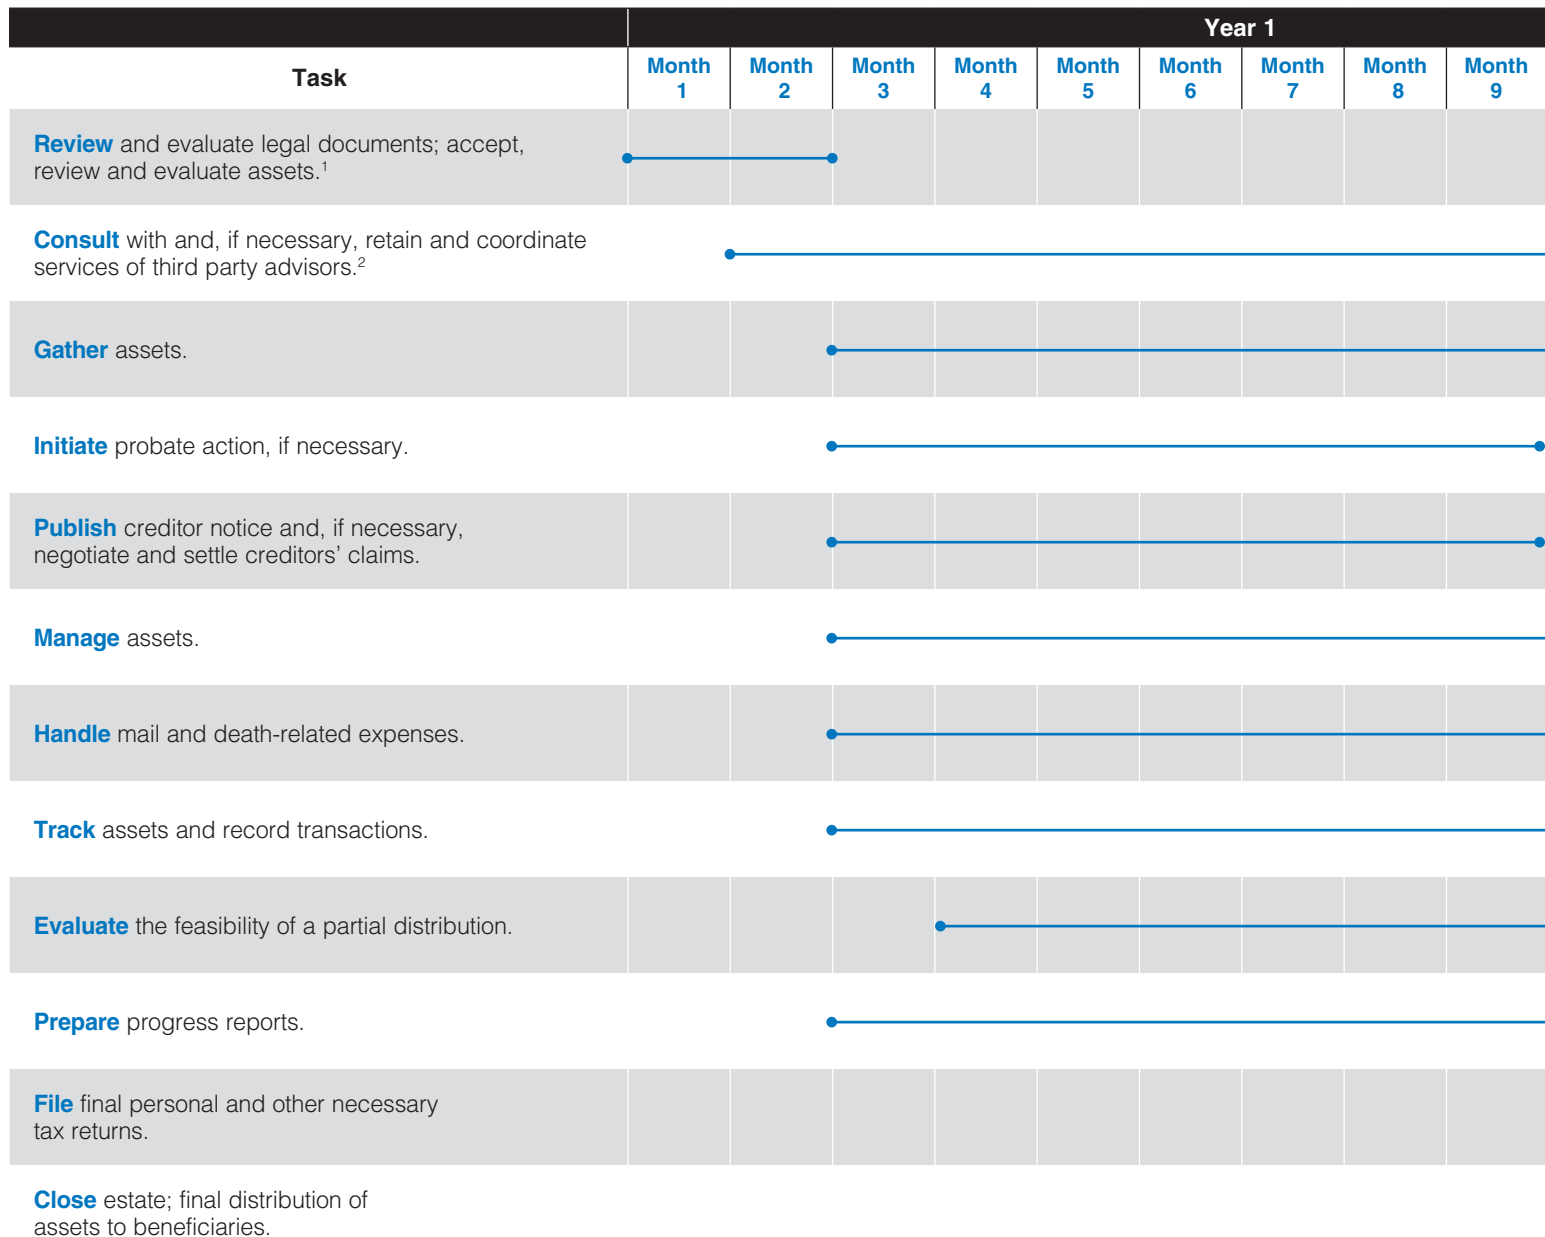 Year 1
Task
Month Month Month Month Month Month Month Month Month
1 2 3 4 5 6 7 8 9
Review and evaluate legal documents; accept,
review and evaluate assets.1
Consult with and, if necessary, retain and coordinate
services of third party advisors.2
Gather assets.
Initiate probate action, if necessary.
Publish creditor notice and, if necessary,
negotiate and settle creditors’ claims.
Manage assets.
Handle mail and death-related expenses.
Track assets and record transactions.
Evaluate the feasibility of a partial distribution.
Prepare progress reports.
File final personal and other necessary
tax returns.
Close estate; final distribution of
assets to beneficiaries.